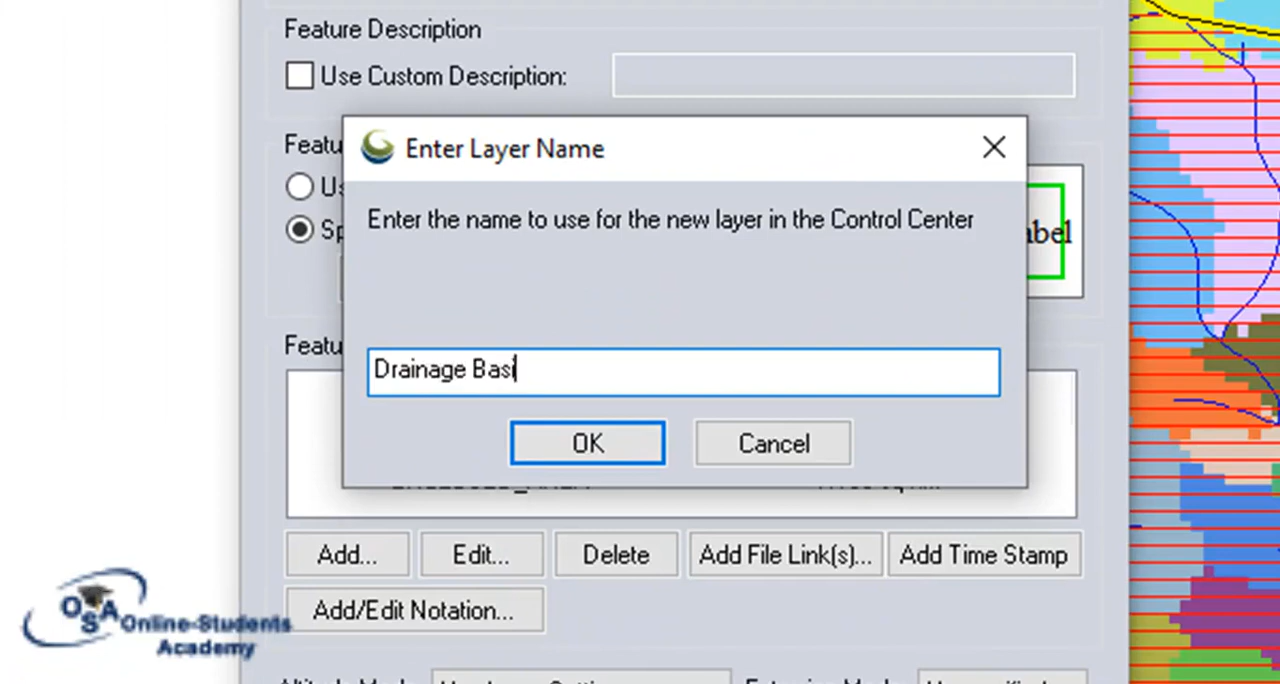 Feature Description
Use Custom Description:
Enter Layer Name
Enter the name to use for the new layer in the Control Center
Drainage Basi
OK
Cancel
Add...
Edit...
Delete
Add File Link(s)...
Add Time Stamp
Add/Edit Notation...
OSA Online-Students
Academy